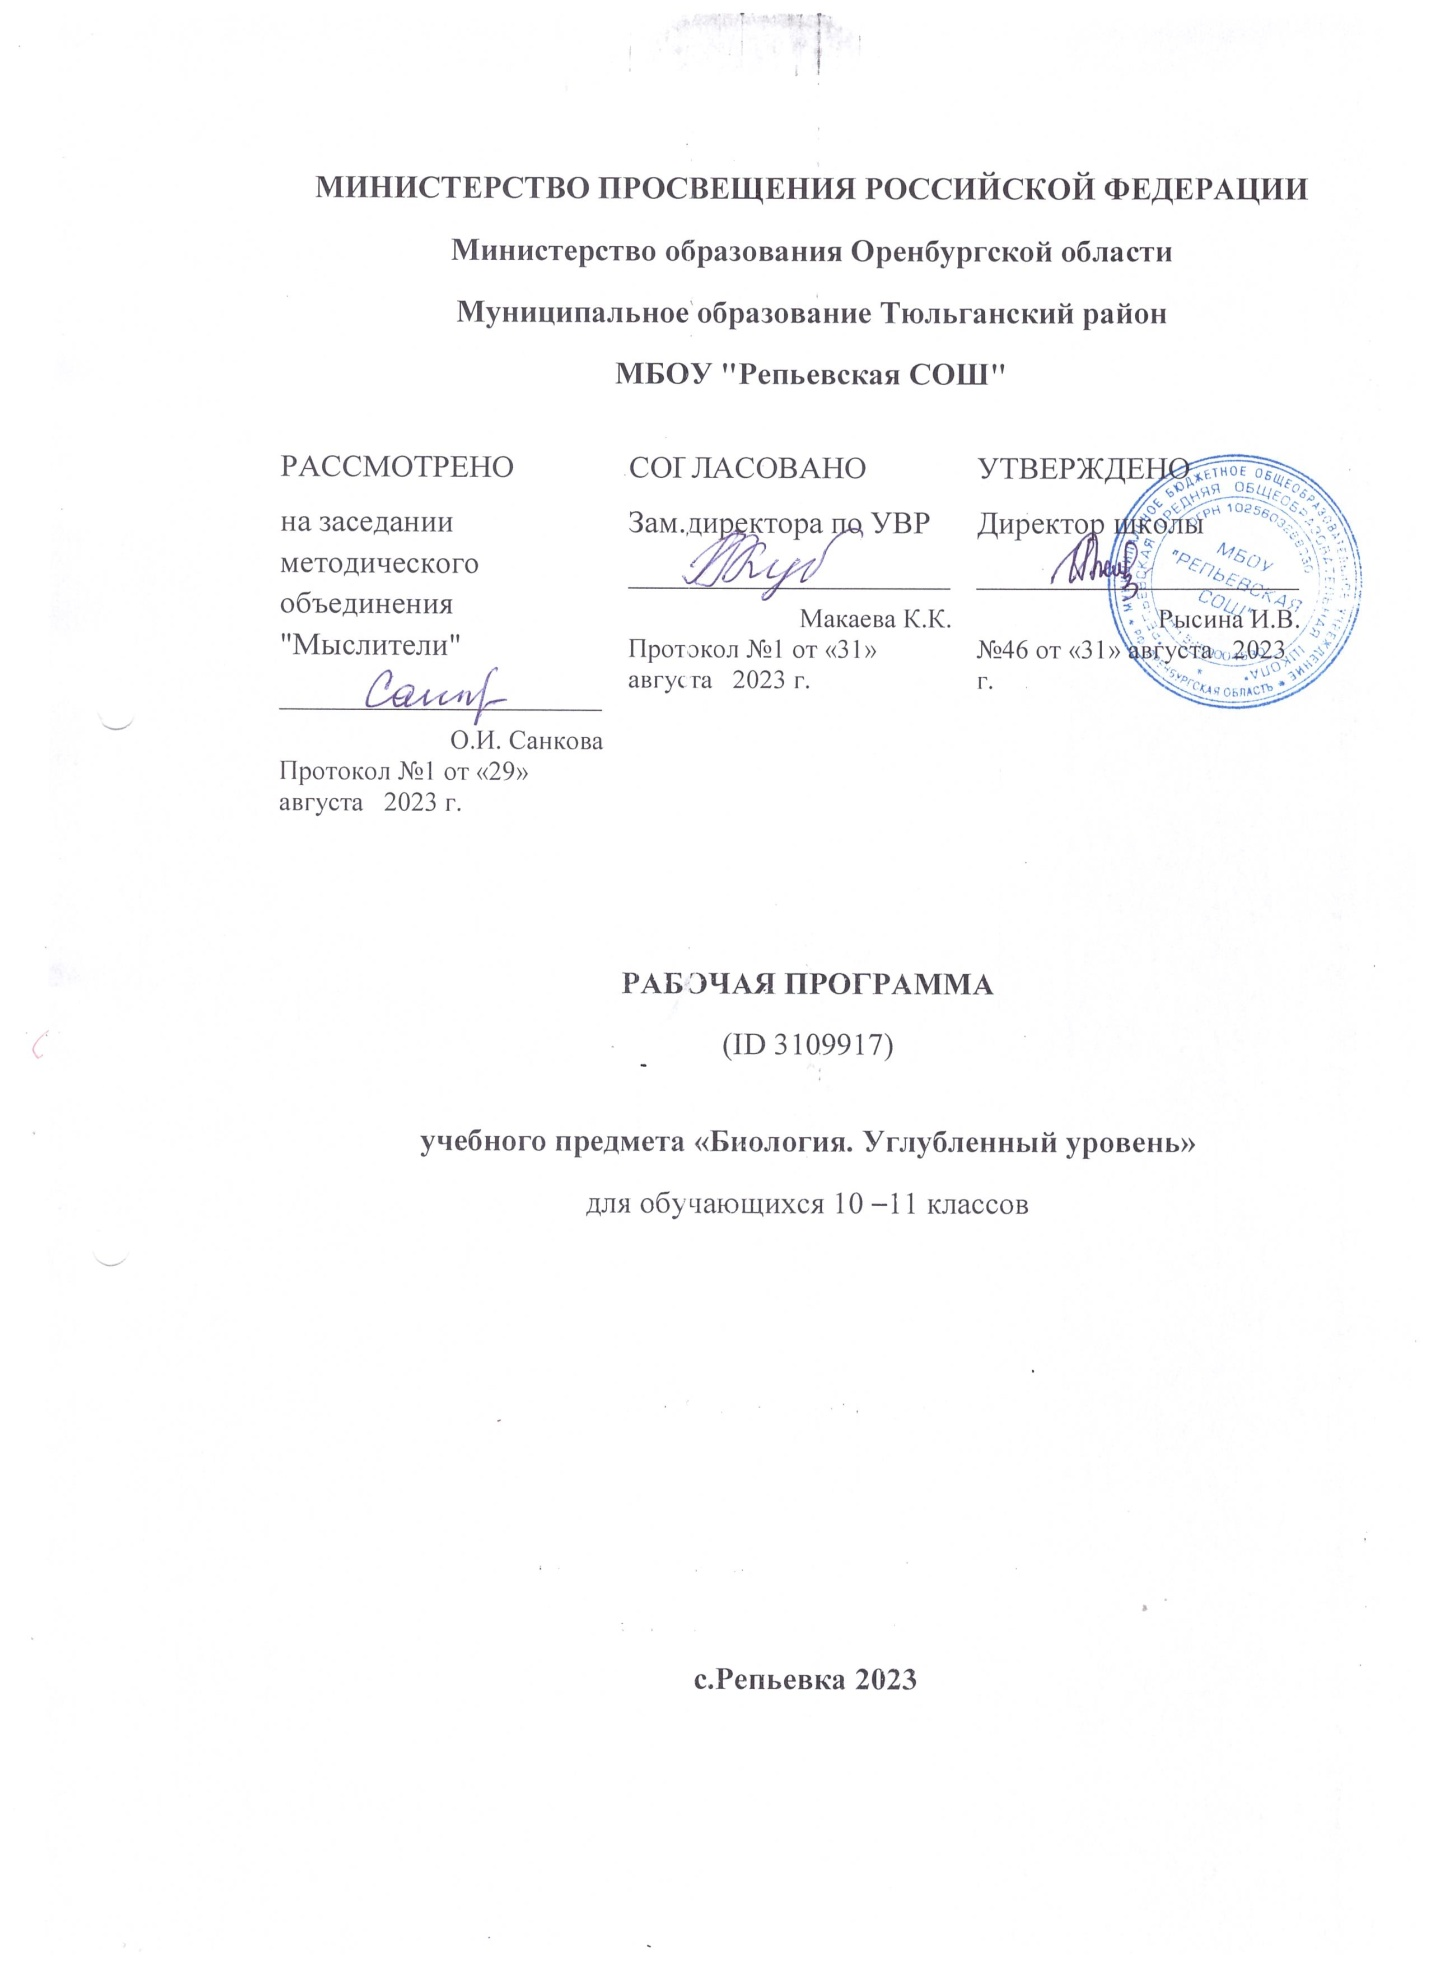 МИНИСТЕРСТВО ПРОСВЕЩЕНИЯ РОССИЙСКОЙ ФЕДЕРАЦИИ
Министерство образования Оренбургской области
Муниципальное образование Тюльганский район
МБОУ "Репьевская СОШ"
РАССМОТРЕНО
на заседании
методического
объединения
"Мыслители"
О.И. Санкова
Протокол №1 от «29»
августа 2023 г.
СОГЛАСОВАНО
Зам.директора по УВР
Макаева К.К.
Протокол №1 от «31»
августа 2023 г.
УТВЕРЖДЕНО
Директор школы
Рысина И.В.
№46 от «31» августа 2023
г.
МБОУ
"РЕПЬЕВСКАЯ
СОШ"
РАБОЧАЯ ПРОГРАММА
(ID 3109917)
учебного предмета «Биология. Углубленный уровень»
для обучающихся 10 –11 классов
с.Репьевка 2023